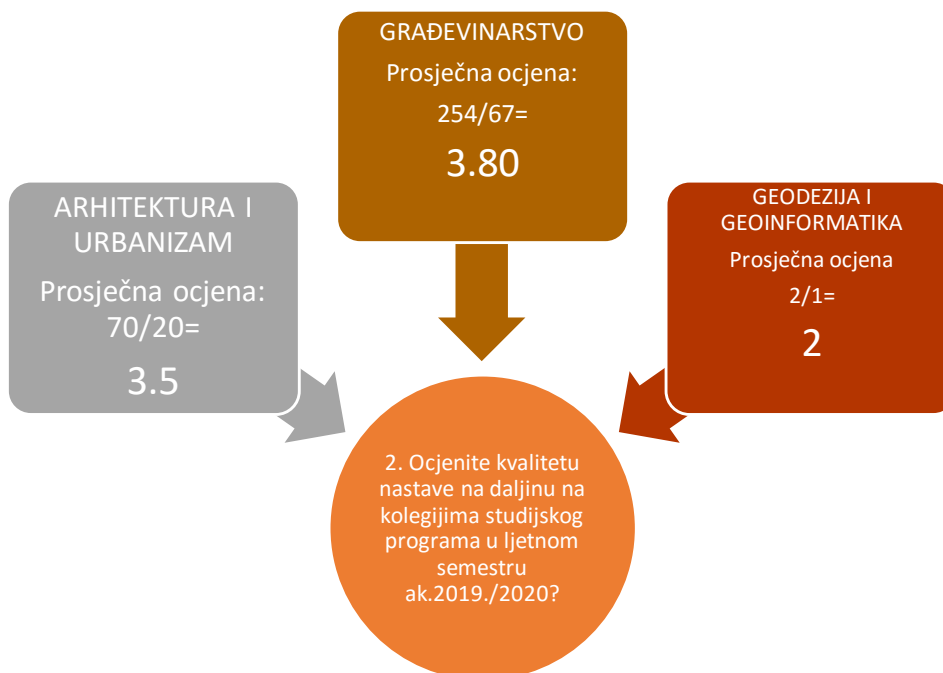 GRAĐEVINARSTVO
Prosječna ocjena:
254/67=
3.80
ARHITEKTURA I
URBANIZAM
Prosječna ocjena:
70/20=
3.5
GEODEZIJA I
GEOINFORMATIKA
Prosječna ocjena
2/1=
2
2. Ocjenite kvalitetu
nastave na daljinu na
kolegijima studijskog
programa u ljetnom
semestru
ak.2019./2020?